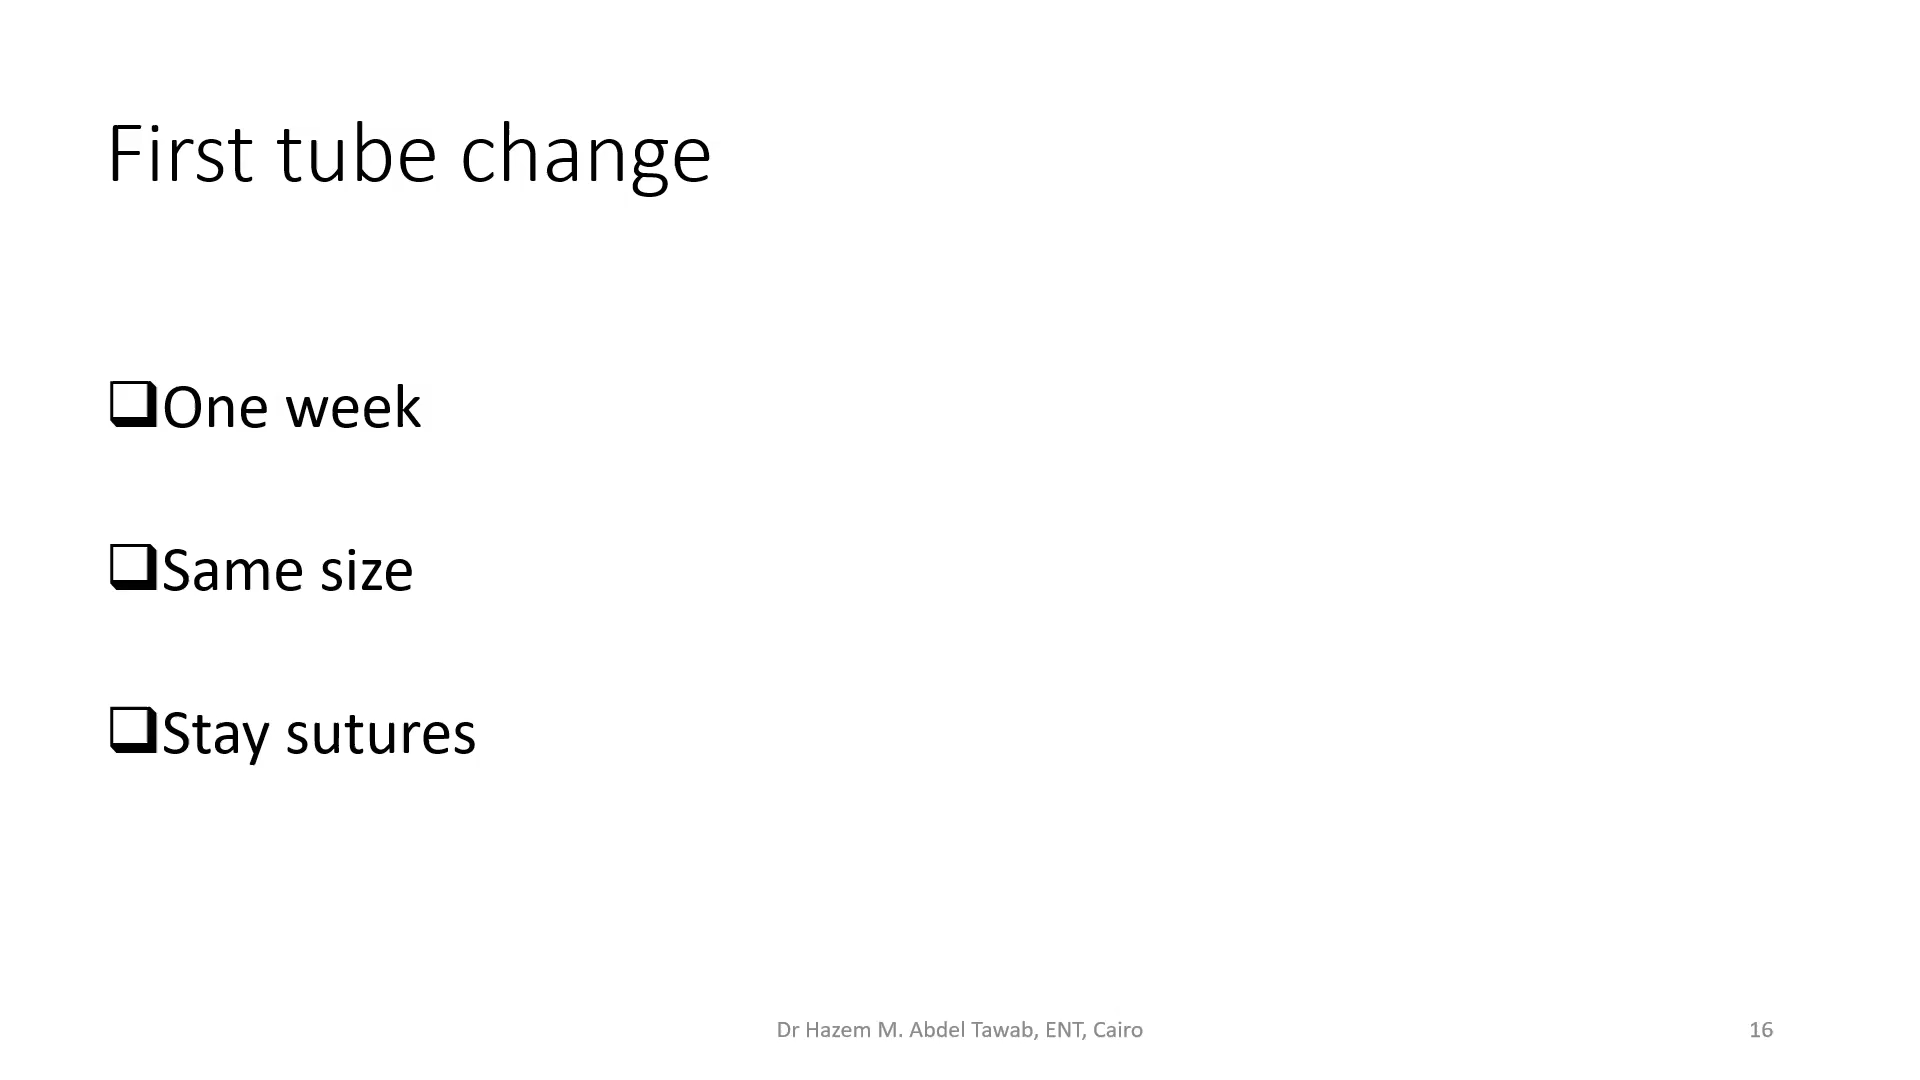 First tube change
❑One week
❑Same size
❑Stay sutures
Dr Hazem M. Abdel Tawab, ENT, Cairo
16